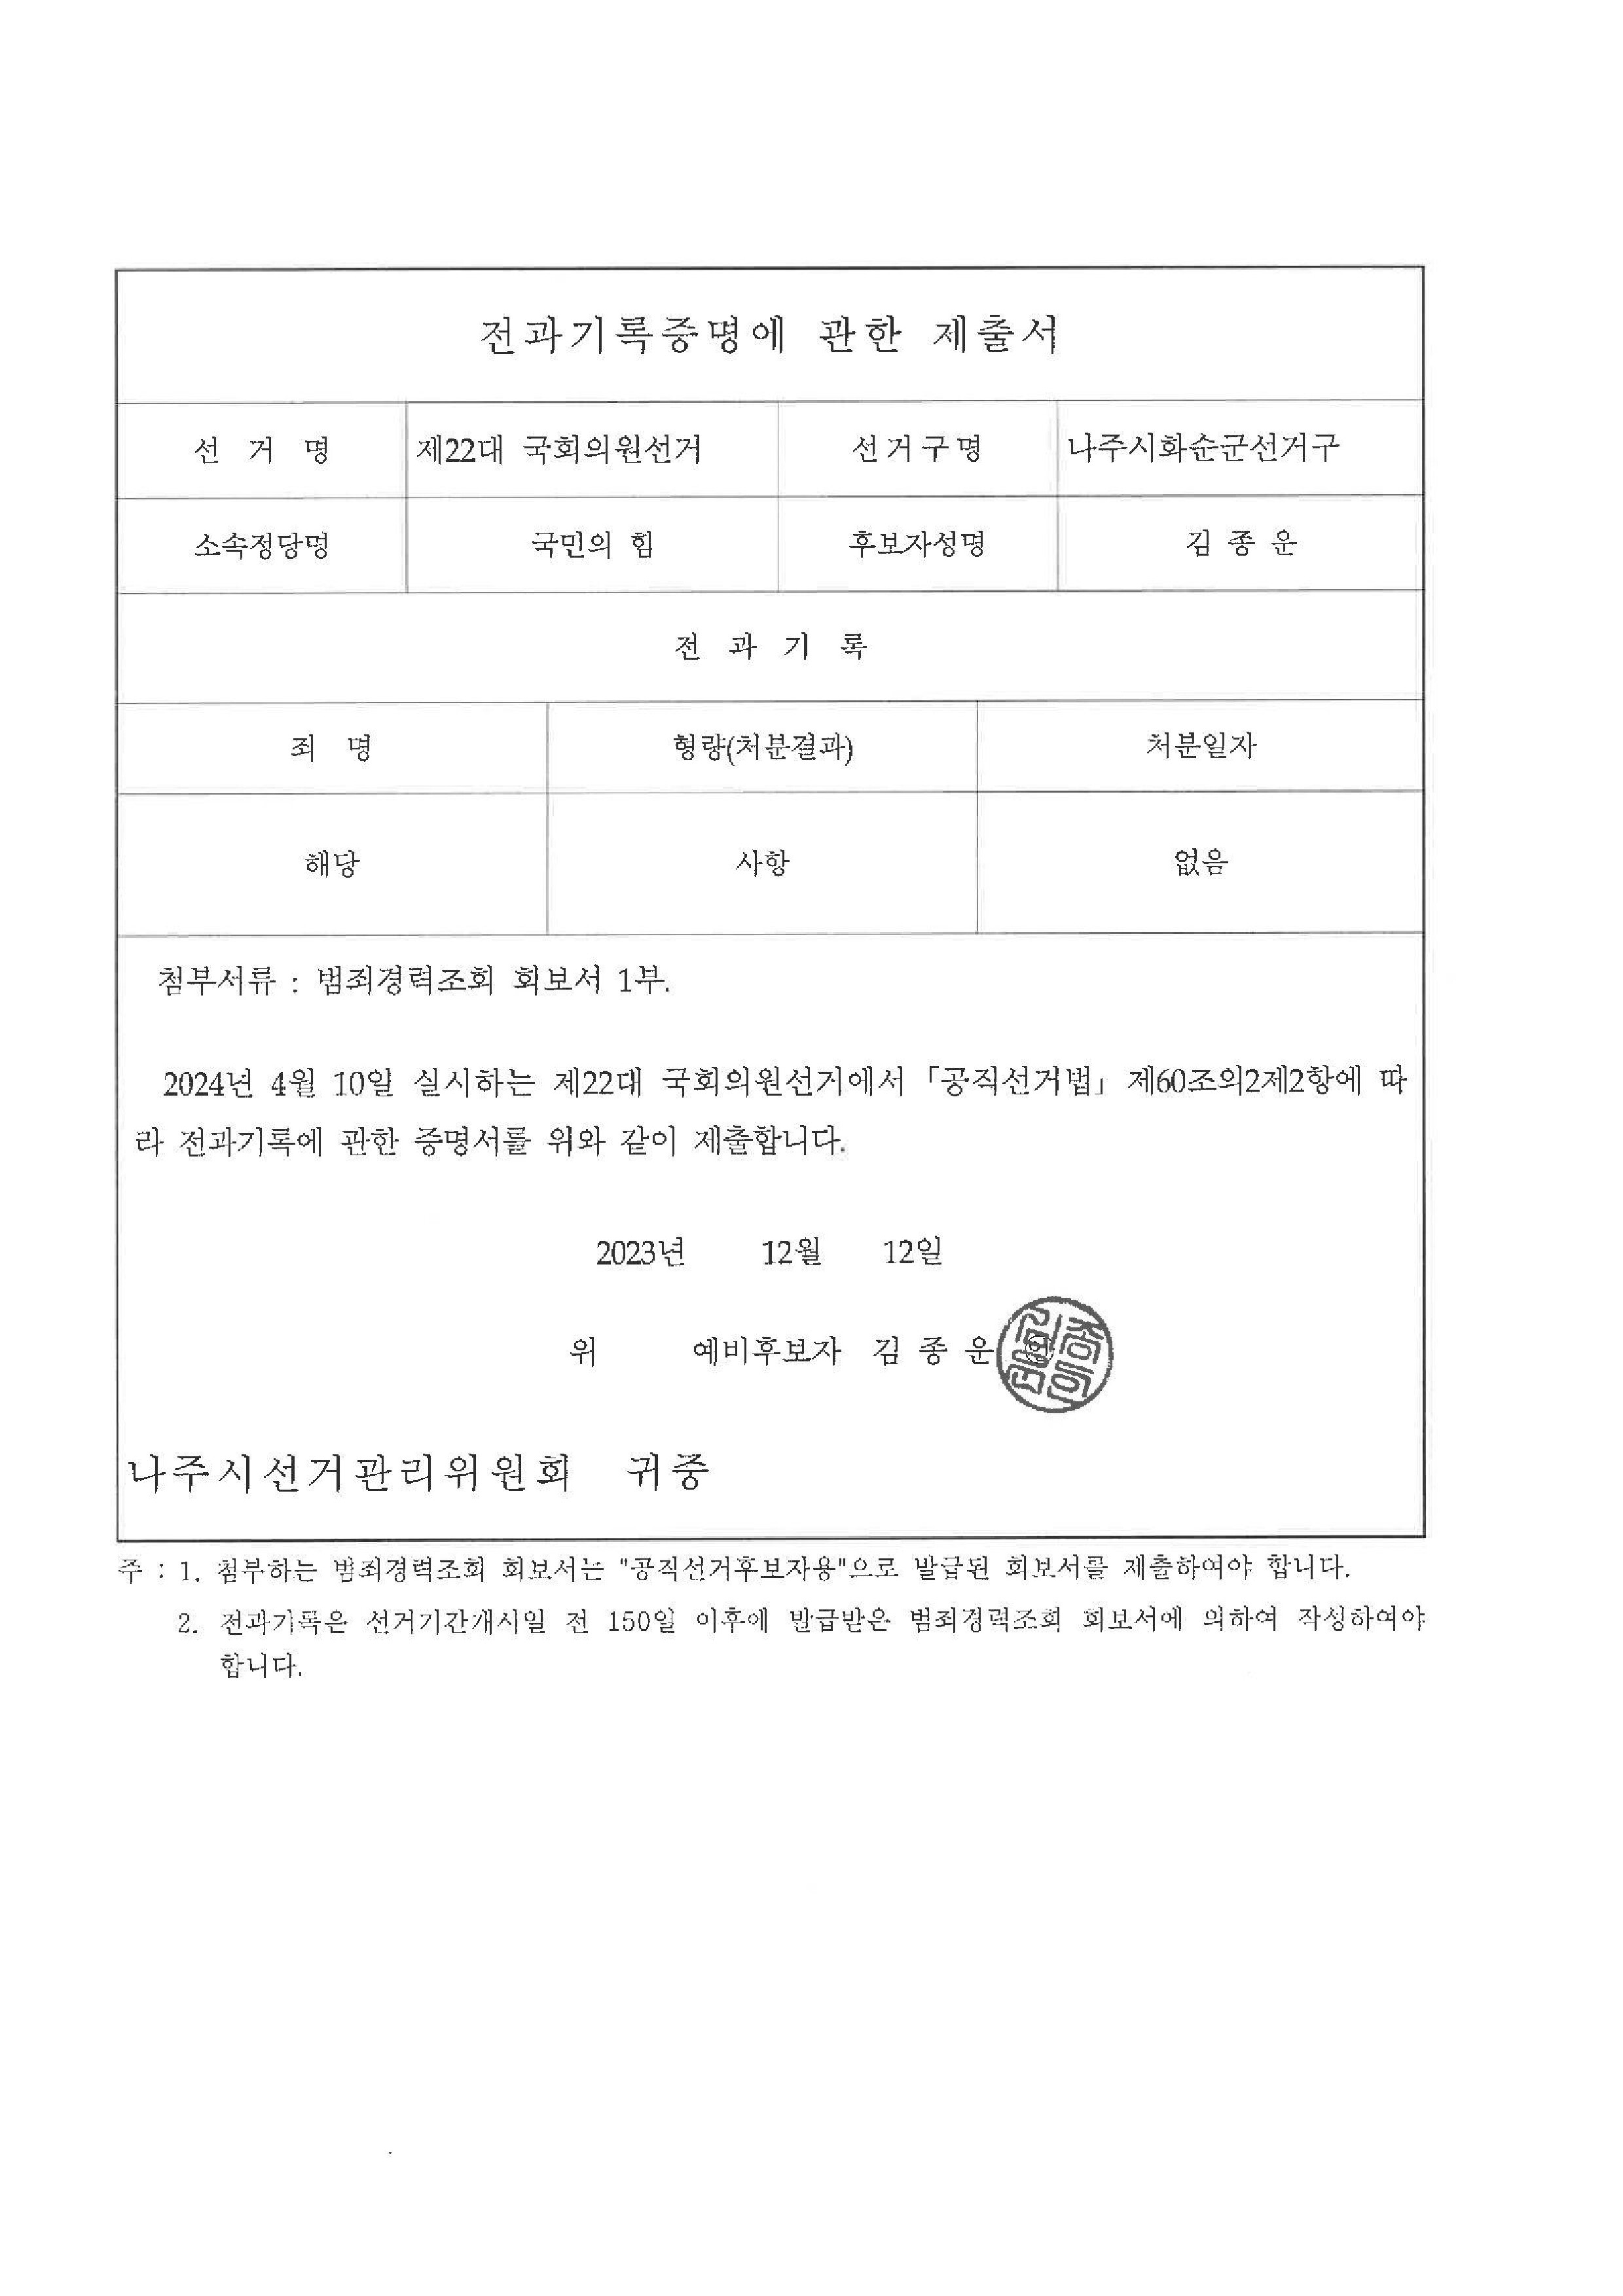 전과기록증명에 관한 제출서
선 거 명 제22대 국회의원선거 선거구명 나주시화순군선거구
소속정당명 국민의 힘 후보자성명 김 종 운
전 과 기 록
죄 명 형량(처분결과) 처분일자
해당 사항 없음
첨부서류 : 범죄경력조회 회보서 1부.
2024년 4월 10일 실시하는 제22대 국회의원선거에서 「공직선거법」 제60조의2제2항에 따
라 전과기록에 관한 증명서를 위와 같이 제출합니다.
2023년 12월 12일
위 예비후보자 김 종 운
나주시선거관리위원회 귀중
주 : 1. 첨부하는 범죄경력조회 회보서는 "공직선거후보자용"으로 발급된 회보서를 제출하여야 합니다.
2. 전과기록은 선거기간개시일 전 150일 이후에 발급받은 범죄경력조회 회보서에 의하여 작성하여야
합니다.